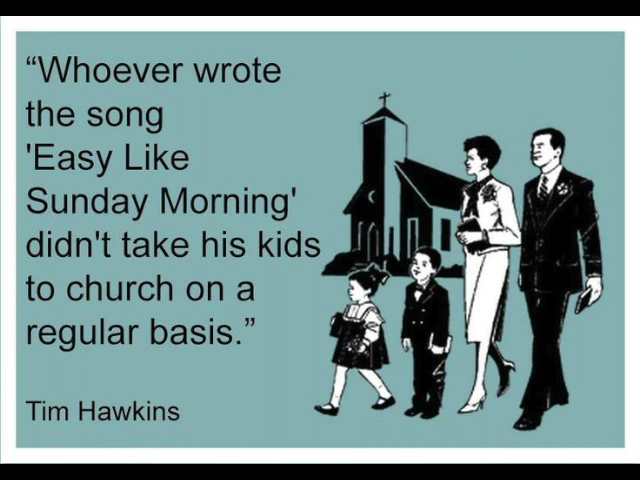 “Whoever wrote
the song
'Easy Like
Sunday Morning'
didn't take his kids
to church on a
regular basis.”
Tim Hawkins